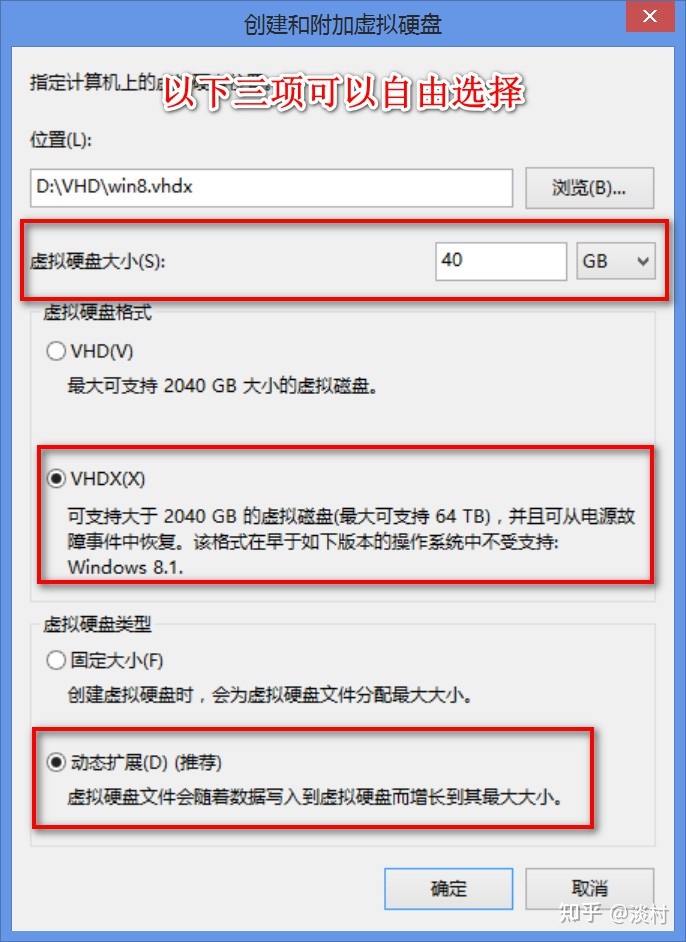 创建和附加虚拟硬盘
指定计算机上的虚拟硬盘位置
以下三项可以自由选择
位置(L):
D:\VHD\win8.vhdx
浏览(B)...
虚拟硬盘大小(S):
40
GB
虚拟硬盘格式
VHD(V)
最大可支持 2040 GB 大小的虚拟磁盘。
VHDX(X)
可支持大于 2040 GB 的虚拟磁盘(最大可支持 64 TB)，并且可从电源故
障事件中恢复。该格式在早于如下版本的操作系统中不受支持:
Windows 8.1.
虚拟硬盘类型
固定大小(F)
创建虚拟硬盘时，会为虚拟硬盘文件分配最大大小。
动态扩展(D) (推荐)
虚拟硬盘文件会随着数据写入到虚拟硬盘而增长到其最大大小。
确定
取消
知乎 @淡村